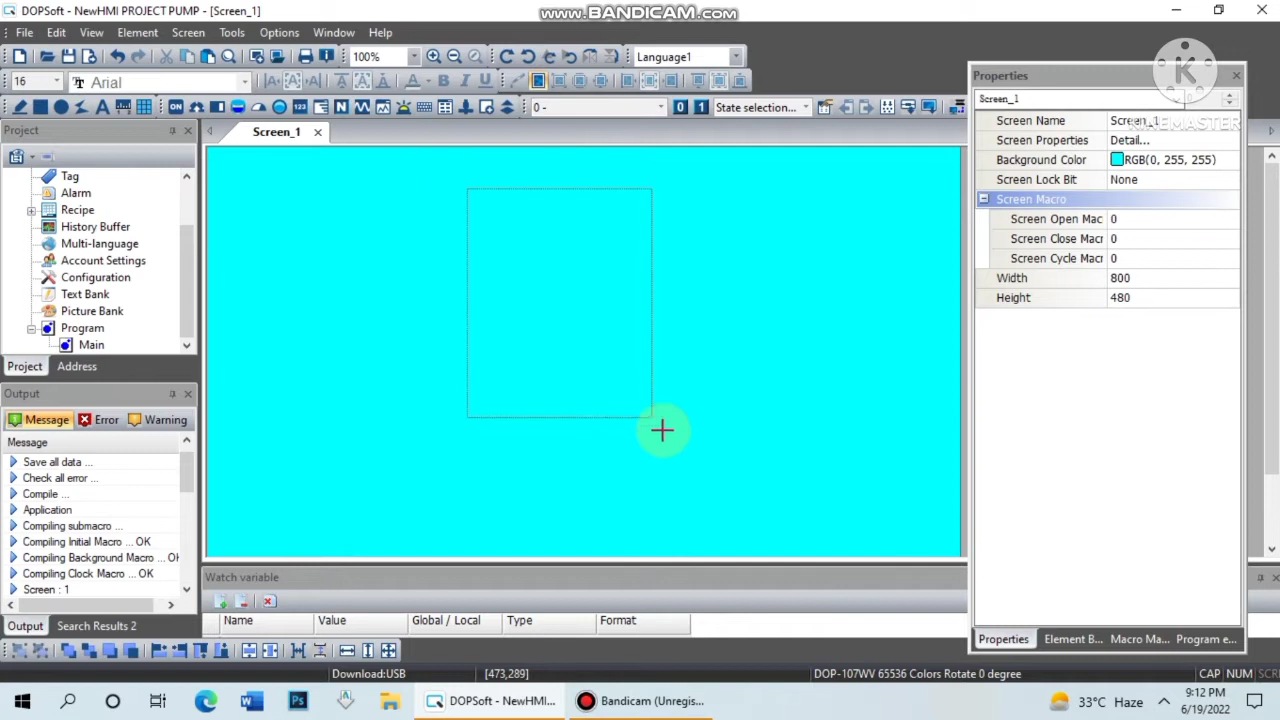 DOPSoft - NewHMI PROJECT PUMP - [Screen_1]
www.BANDICAM.com
File Edit View Element Screen Tools Options Window Help
100%
Language1
16
Arial
0 -
0
1
State selection...
Properties
K
Project
Screen_1
Screen_1
Screen Name Screen_1
KINEMASTER
Screen Properties Detail...
Background Color RGB(0, 255, 255)
Screen Lock Bit None
Screen Macro
Screen Open Mac 0
Screen Close Macr 0
Screen Cycle Macr 0
Width 800
Height 480
Tag
Alarm
Recipe
History Buffer
Multi-language
Account Settings
Configuration
Text Bank
Picture Bank
Program
Main
Project Address
Output
Message Error Warning
Message
Save all data ...
Check all error ...
Compile ...
Application
Compiling submacro ...
Compiling Initial Macro ... OK
Compiling Background Macro ... OK
Compiling Clock Macro ... OK
Screen : 1
Output Search Results 2
Watch variable
Name Value Global / Local Type Format
Properties Element B... Macro Ma... Program e...
Download:USB [473,289] DOP-107WV 65536 Colors Rotate 0 degree CAP NUM SCR
DOPSoft - NewHMI... Bandicam (Unregis... 33°C Haze 9:12 PM
6/19/2022